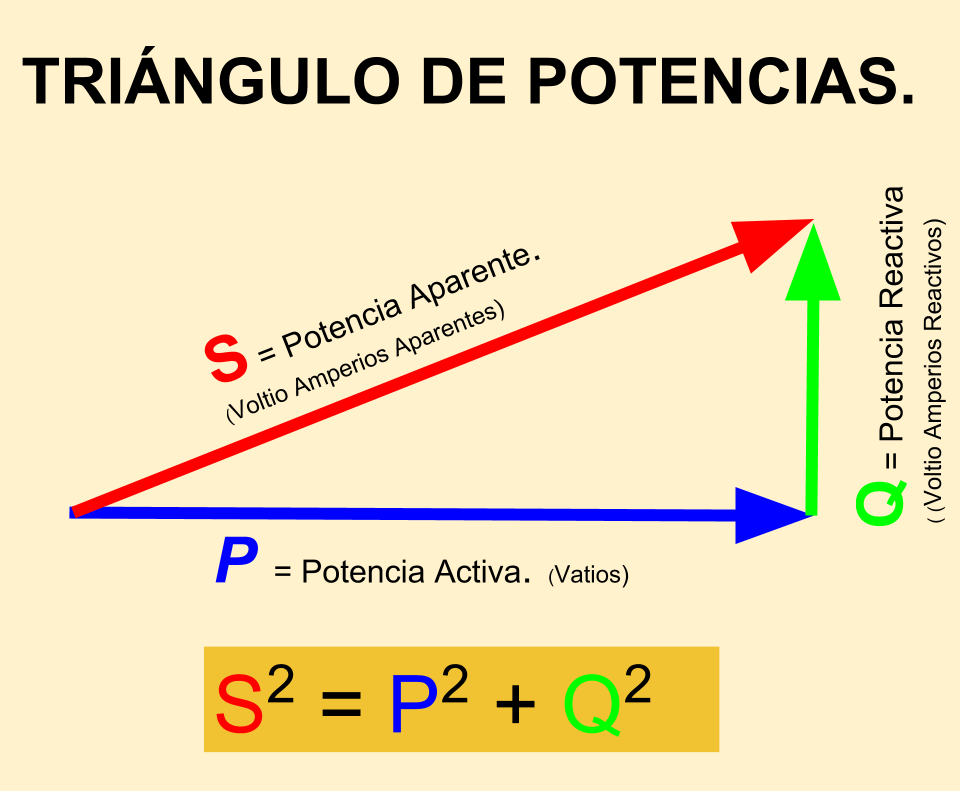 TRIÁNGULO DE POTENCIAS.
S = Potencia Aparente.
(Voltio Amperios Aparentes)
Q = Potencia Reactiva
( (Voltio Amperios Reactivos)
P = Potencia Activa. (Vatios)
S² = P² + Q²